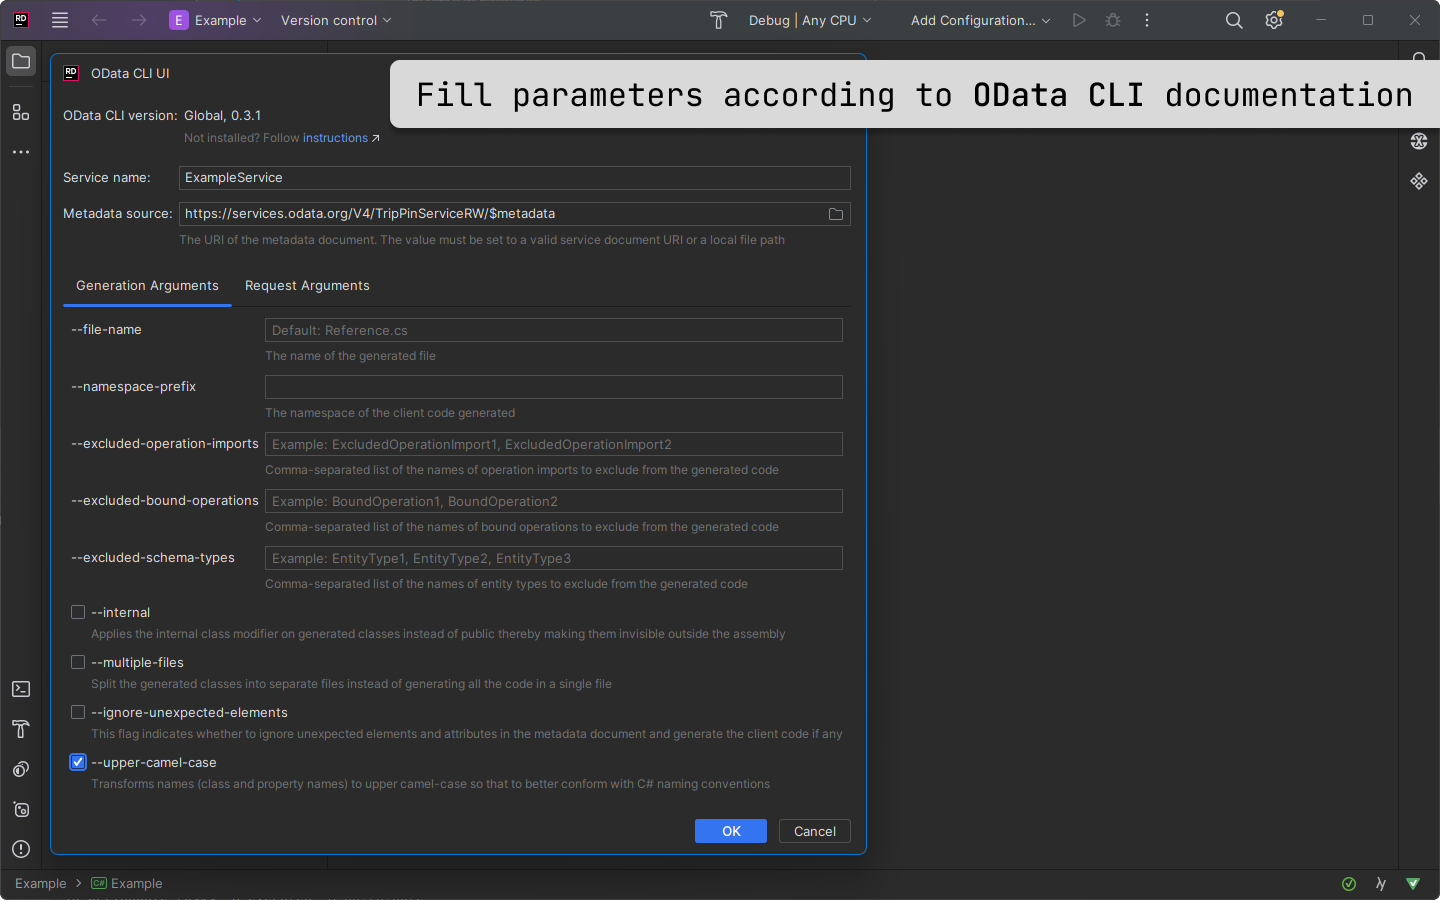 RD
E Example
Version control
Debug | Any CPU
Add Configuration...
RD OData CLI UI
Fill parameters according to OData CLI documentation
OData CLI version: Global, 0.3.1
Not installed? Follow instructions ↗
Service name: ExampleService
Metadata source: https://services.odata.org/V4/TripPinServiceRW/$metadata
The URI of the metadata document. The value must be set to a valid service document URI or a local file path
Generation Arguments Request Arguments
--file-name Default: Reference.cs
The name of the generated file
--namespace-prefix
The namespace of the client code generated
--excluded-operation-imports Example: ExcludedOperationImport1, ExcludedOperationImport2
Comma-separated list of the names of operation imports to exclude from the generated code
--excluded-bound-operations Example: BoundOperation1, BoundOperation2
Comma-separated list of the names of bound operations to exclude from the generated code
--excluded-schema-types Example: EntityType1, EntityType2, EntityType3
Comma-separated list of the names of entity types to exclude from the generated code
--internal
Applies the internal class modifier on generated classes instead of public thereby making them invisible outside the assembly
--multiple-files
Split the generated classes into separate files instead of generating all the code in a single file
--ignore-unexpected-elements
This flag indicates whether to ignore unexpected elements and attributes in the metadata document and generate the client code if any
--upper-camel-case
Transforms names (class and property names) to upper camel-case so that to better conform with C# naming conventions
OK Cancel
Example > C# Example